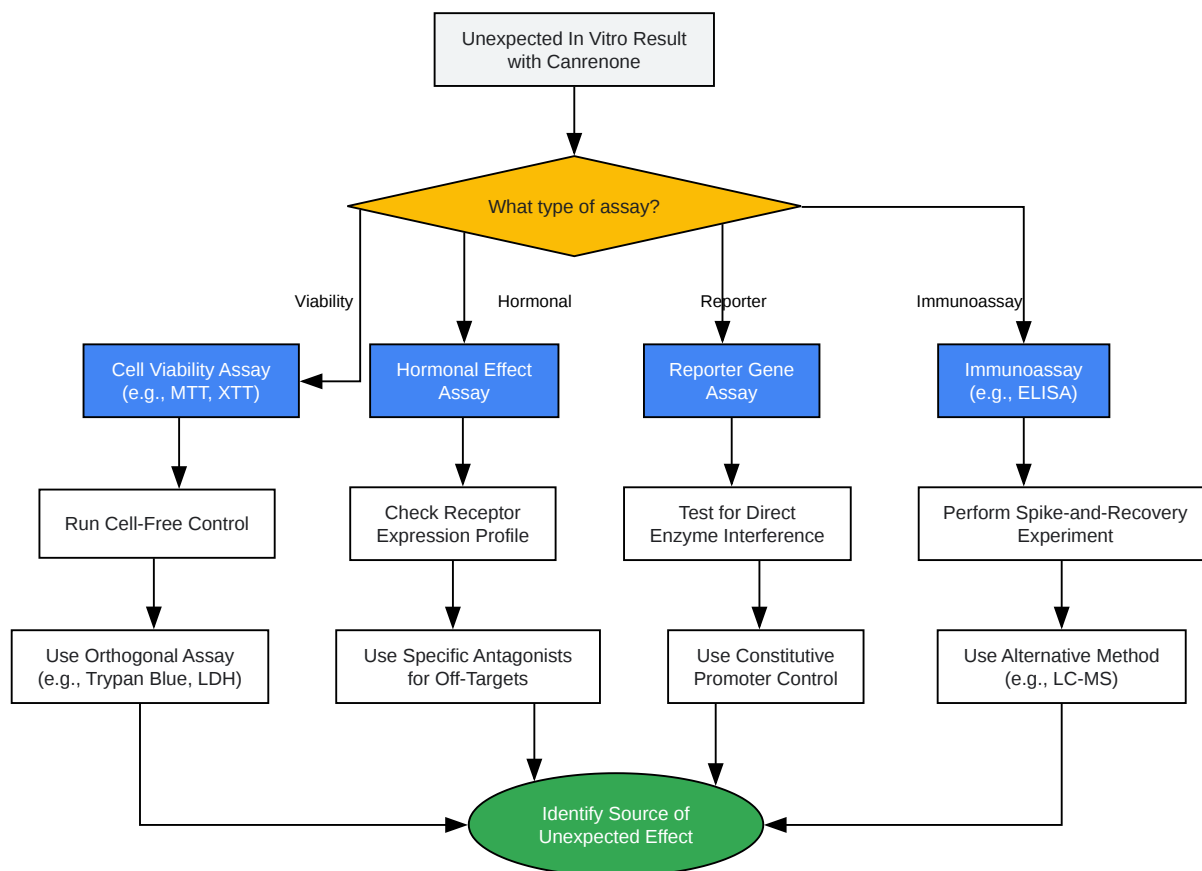 Unexpected In Vitro Result
with Canrenone
What type of assay?
Viability
Hormonal
Reporter
Immunoassay
Cell Viability Assay
(e.g., MTT, XTT)
Hormonal Effect
Assay
Reporter Gene
Assay
Immunoassay
(e.g., ELISA)
Run Cell-Free Control
Check Receptor
Expression Profile
Test for Direct
Enzyme Interference
Perform Spike-and-Recovery
Experiment
Use Orthogonal Assay
(e.g., Trypan Blue, LDH)
Use Specific Antagonists
for Off-Targets
Use Constitutive
Promoter Control
Use Alternative Method
(e.g., LC-MS)
Identify Source of
Unexpected Effect